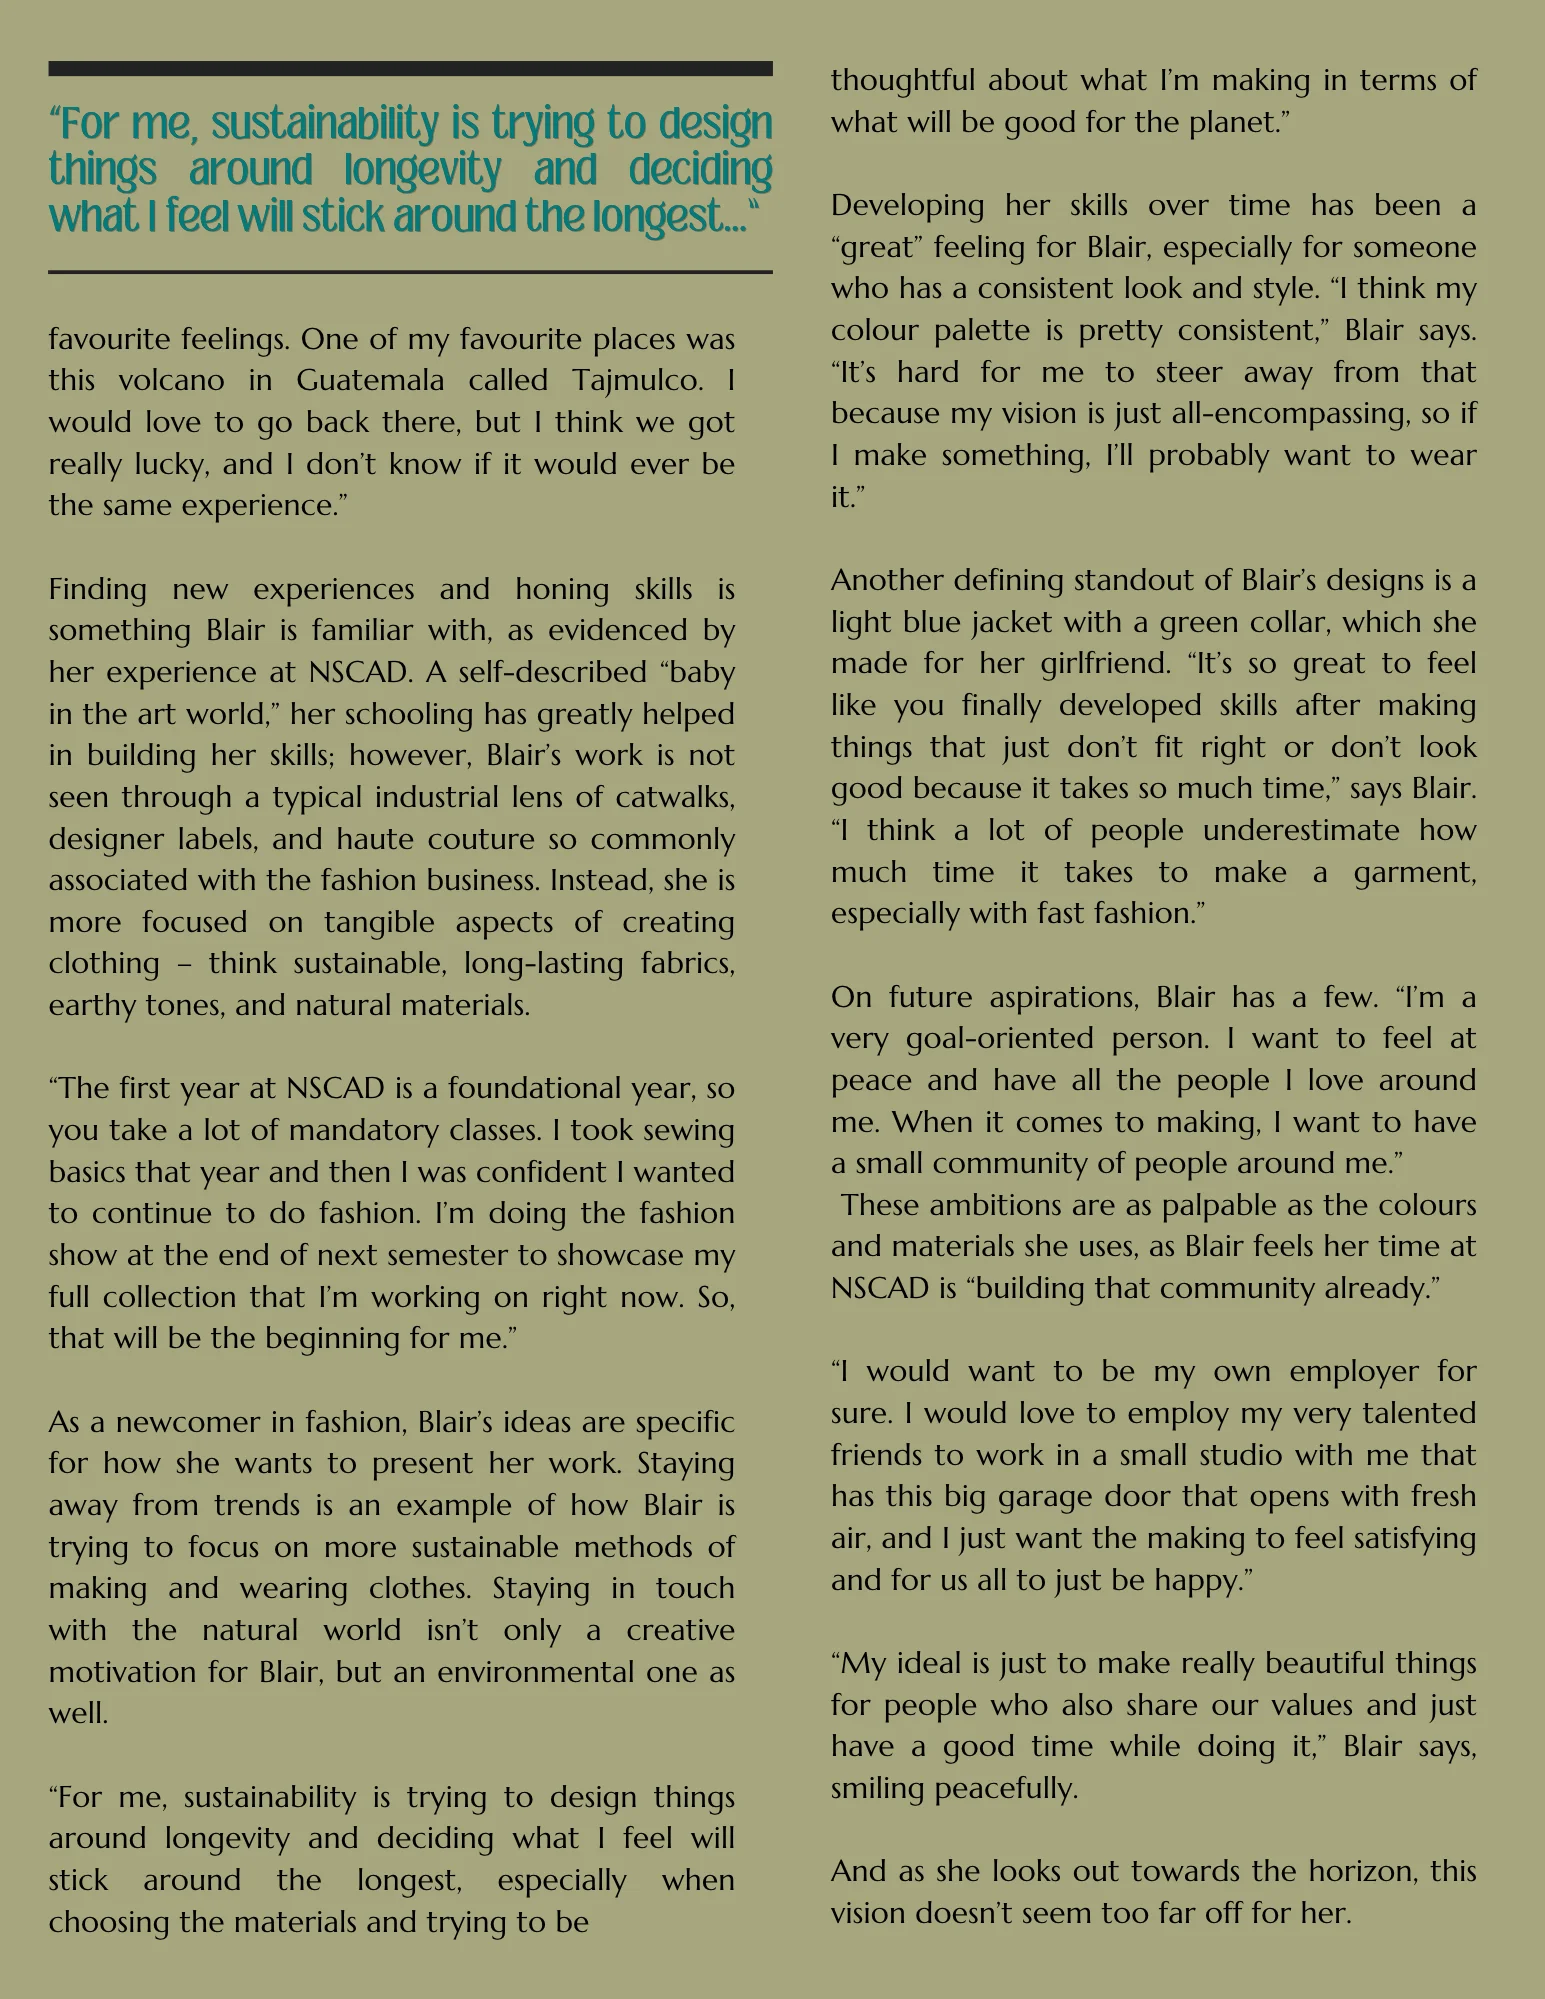 “For me, sustainability is trying to design
things around longevity and deciding
what I feel will stick around the longest...“
favourite feelings. One of my favourite places was
this volcano in Guatemala called Tajmulco. I
would love to go back there, but I think we got
really lucky, and I don’t know if it would ever be
the same experience.”
Finding new experiences and honing skills is
something Blair is familiar with, as evidenced by
her experience at NSCAD. A self-described “baby
in the art world,” her schooling has greatly helped
in building her skills; however, Blair’s work is not
seen through a typical industrial lens of catwalks,
designer labels, and haute couture so commonly
associated with the fashion business. Instead, she is
more focused on tangible aspects of creating
clothing – think sustainable, long-lasting fabrics,
earthy tones, and natural materials.
“The first year at NSCAD is a foundational year, so
you take a lot of mandatory classes. I took sewing
basics that year and then I was confident I wanted
to continue to do fashion. I’m doing the fashion
show at the end of next semester to showcase my
full collection that I’m working on right now. So,
that will be the beginning for me.”
As a newcomer in fashion, Blair’s ideas are specific
for how she wants to present her work. Staying
away from trends is an example of how Blair is
trying to focus on more sustainable methods of
making and wearing clothes. Staying in touch
with the natural world isn’t only a creative
motivation for Blair, but an environmental one as
well.
“For me, sustainability is trying to design things
around longevity and deciding what I feel will
stick around the longest, especially when
choosing the materials and trying to be
thoughtful about what I’m making in terms of
what will be good for the planet.”
Developing her skills over time has been a
“great” feeling for Blair, especially for someone
who has a consistent look and style. “I think my
colour palette is pretty consistent,” Blair says.
“It’s hard for me to steer away from that
because my vision is just all-encompassing, so if
I make something, I’ll probably want to wear
it.”
Another defining standout of Blair’s designs is a
light blue jacket with a green collar, which she
made for her girlfriend. “It’s so great to feel
like you finally developed skills after making
things that just don’t fit right or don’t look
good because it takes so much time,” says Blair.
“I think a lot of people underestimate how
much time it takes to make a garment,
especially with fast fashion.”
On future aspirations, Blair has a few. “I’m a
very goal-oriented person. I want to feel at
peace and have all the people I love around
me. When it comes to making, I want to have
a small community of people around me.”
These ambitions are as palpable as the colours
and materials she uses, as Blair feels her time at
NSCAD is “building that community already.”
“I would want to be my own employer for
sure. I would love to employ my very talented
friends to work in a small studio with me that
has this big garage door that opens with fresh
air, and I just want the making to feel satisfying
and for us all to just be happy.”
“My ideal is just to make really beautiful things
for people who also share our values and just
have a good time while doing it,” Blair says,
smiling peacefully.
And as she looks out towards the horizon, this
vision doesn’t seem too far off for her.